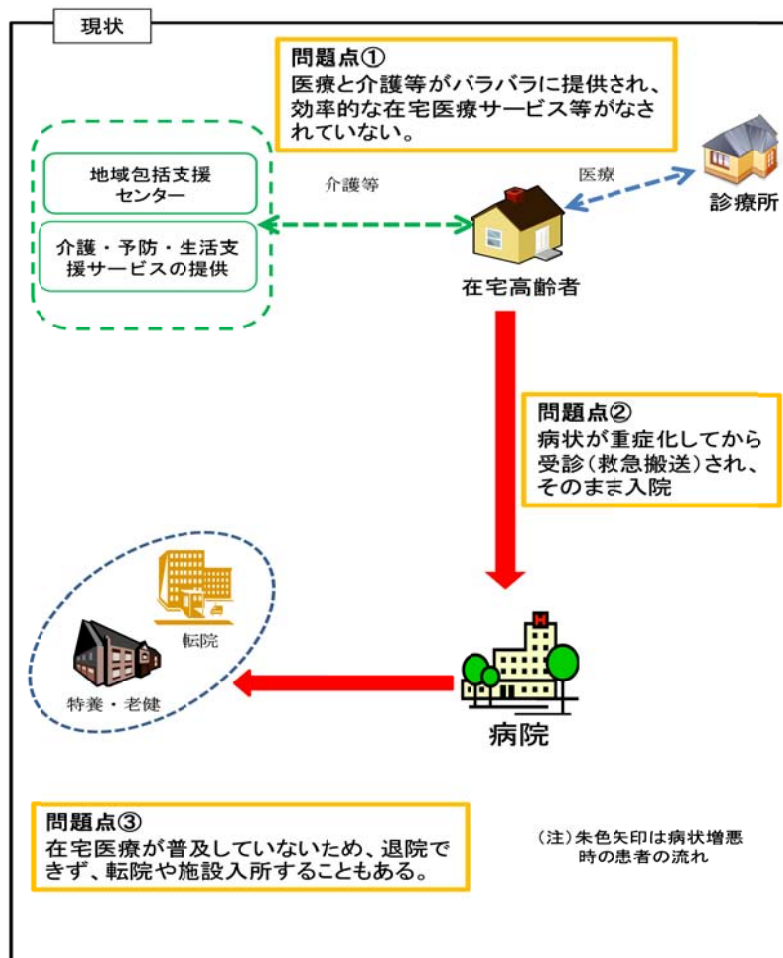 現状
問題点①
医療と介護等がバラバラに提供され、
効率的な在宅医療サービス等がなさ
れていない。
地域包括支援
センター
介護・予防・生活支
援サービスの提供
介護等
医療
診療所
在宅高齢者
問題点②
病状が重症化してから
受診(救急搬送)され、
そのまま入院
転院
特養・老健
H
病院
問題点③
在宅医療が普及していないため、退院で
きず、転院や施設入所することもある。
(注)朱色矢印は病状増悪
時の患者の流れ